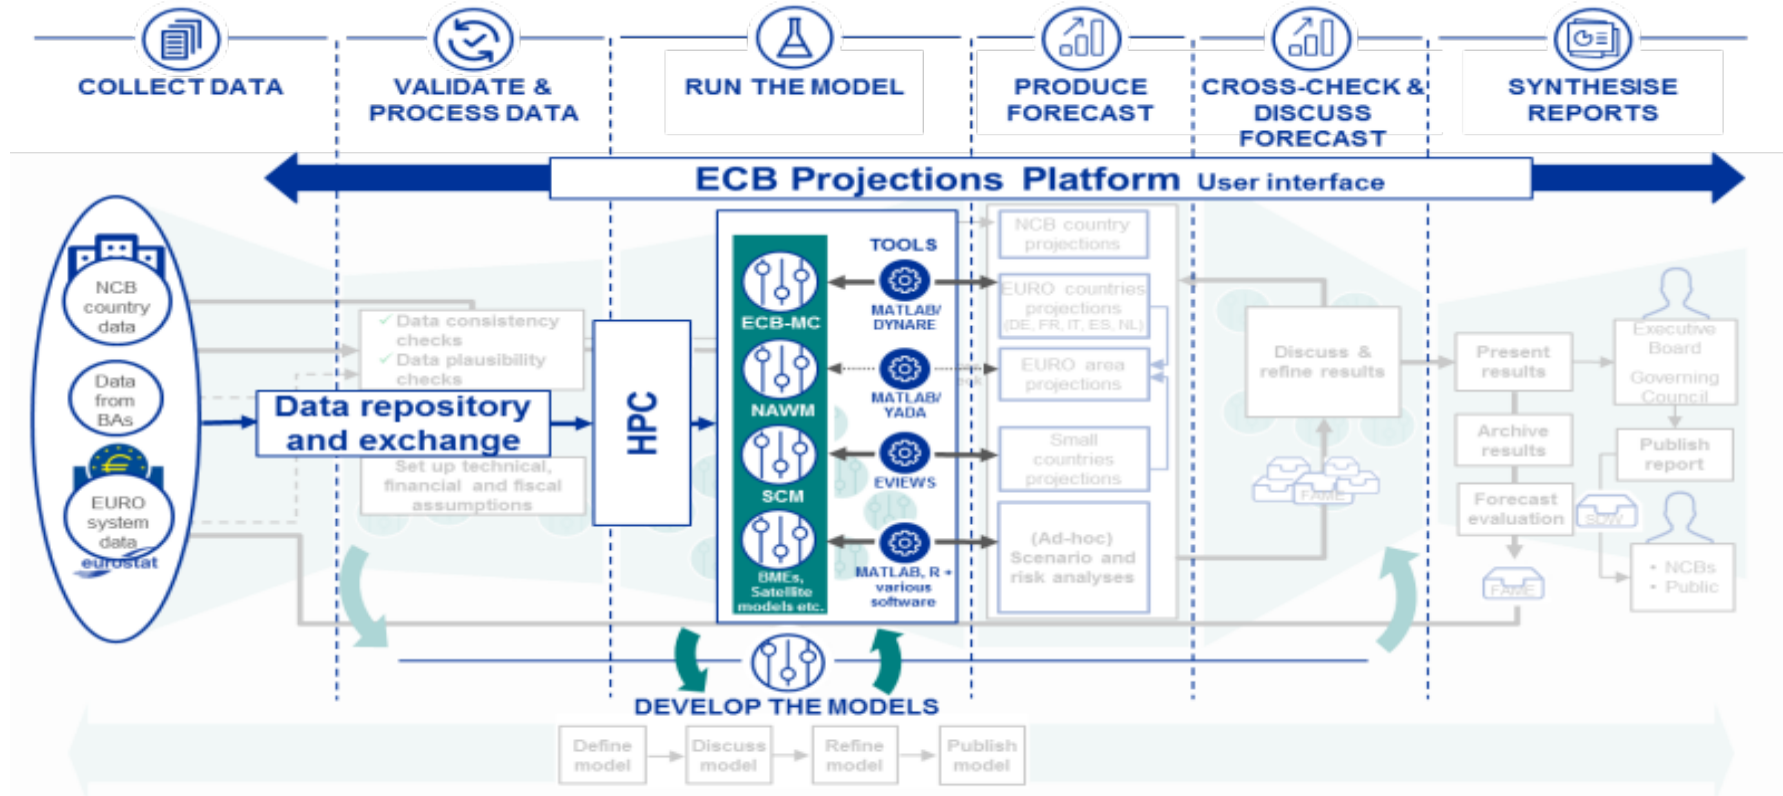 COLLECT DATA
VALIDATE &
PROCESS DATA
RUN THE MODEL
PRODUCE
FORECAST
CROSS-CHECK &
DISCUSS
FORECAST
SYNTHESISE
REPORTS
ECB Projections Platform User interface
NCB
country
data
Data
from
BAs
EURO
system
data
eurostat
✓ Data consistency
checks
✓ Data plausibility
checks
Data repository
and exchange
Set up technical,
financial and fiscal
assumptions
HPC
TOOLS
ECB-MC
MATLAB/
DYNARE
NAWM
MATLAB/
YADA
SCM
EVIEWS
BMEs,
Satellite
models etc.
MATLAB, R +
various
software
NCB country
projections
EURO countries
projections
(DE, FR, IT, ES, NL)
EURO area
projections
Small
countries
projections
(Ad-hoc)
Scenario and
risk analyses
Discuss &
refine results
FAME
Present
results
Archive
results
Forecast
evaluation
FAME
Executive
Board
Governing
Council
Publish
report
SDW
• NCBs
• Public
DEVELOP THE MODELS
Define
model
Discuss
model
Refine
model
Publish
model